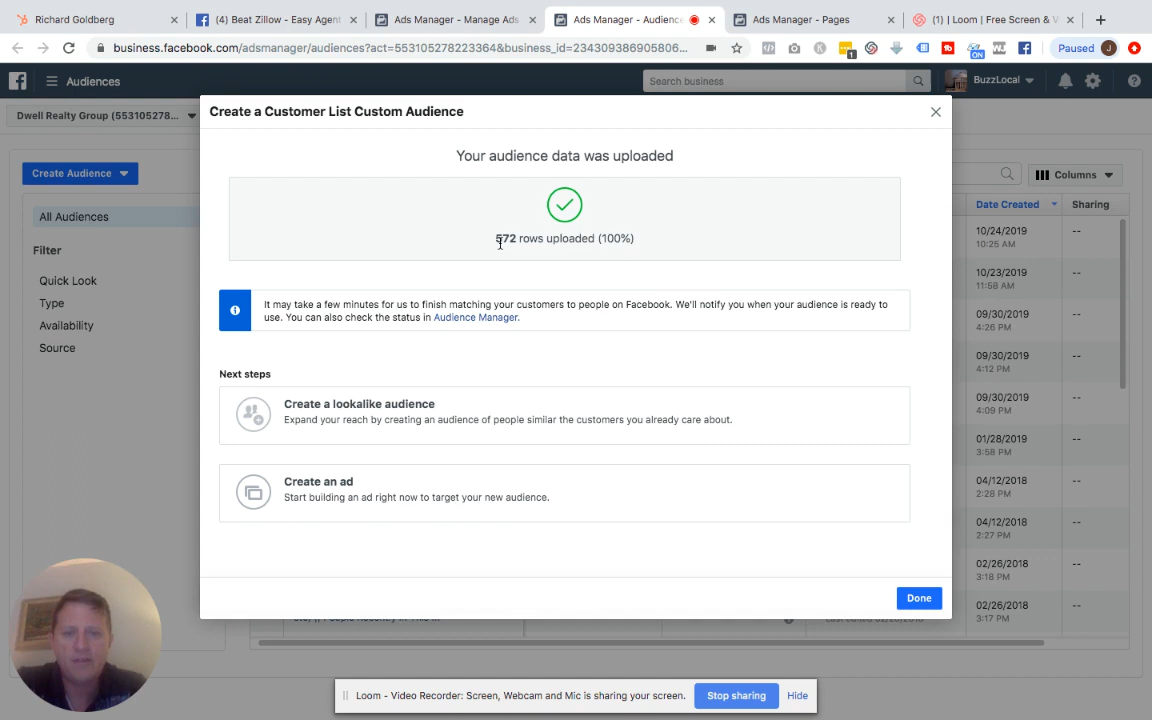 Richard Goldberg
(4) Beat Zillow - Easy Agent
Ads Manager - Manage Ads
Ads Manager - Audience
Ads Manager - Pages
(1) | Loom | Free Screen & V
business.facebook.com/adsmanager/audiences?act=553105278223364&business_id=234309386905806...
1
ON
WJ
Paused
J
Audiences
Search business
BuzzLocal
Dwell Realty Group (553105278...
Create a Customer List Custom Audience
Create Audience
Columns
Your audience data was uploaded
572 rows uploaded (100%)
All Audiences
Filter
Quick Look
Type
Availability
Source
Date Created
Sharing
10/24/2019
10:25 AM
--
10/23/2019
11:58 AM
--
09/30/2019
4:26 PM
--
09/30/2019
4:12 PM
--
09/30/2019
4:09 PM
--
01/28/2019
3:58 PM
--
04/12/2018
2:28 PM
--
04/12/2018
2:27 PM
--
02/26/2018
3:18 PM
--
02/26/2018
3:17 PM
--
It may take a few minutes for us to finish matching your customers to people on Facebook. We'll notify you when your audience is ready to
use. You can also check the status in Audience Manager.
Next steps
Create a lookalike audience
Expand your reach by creating an audience of people similar the customers you already care about.
Create an ad
Start building an ad right now to target your new audience.
Done
Loom - Video Recorder: Screen, Webcam and Mic is sharing your screen.
Stop sharing
Hide